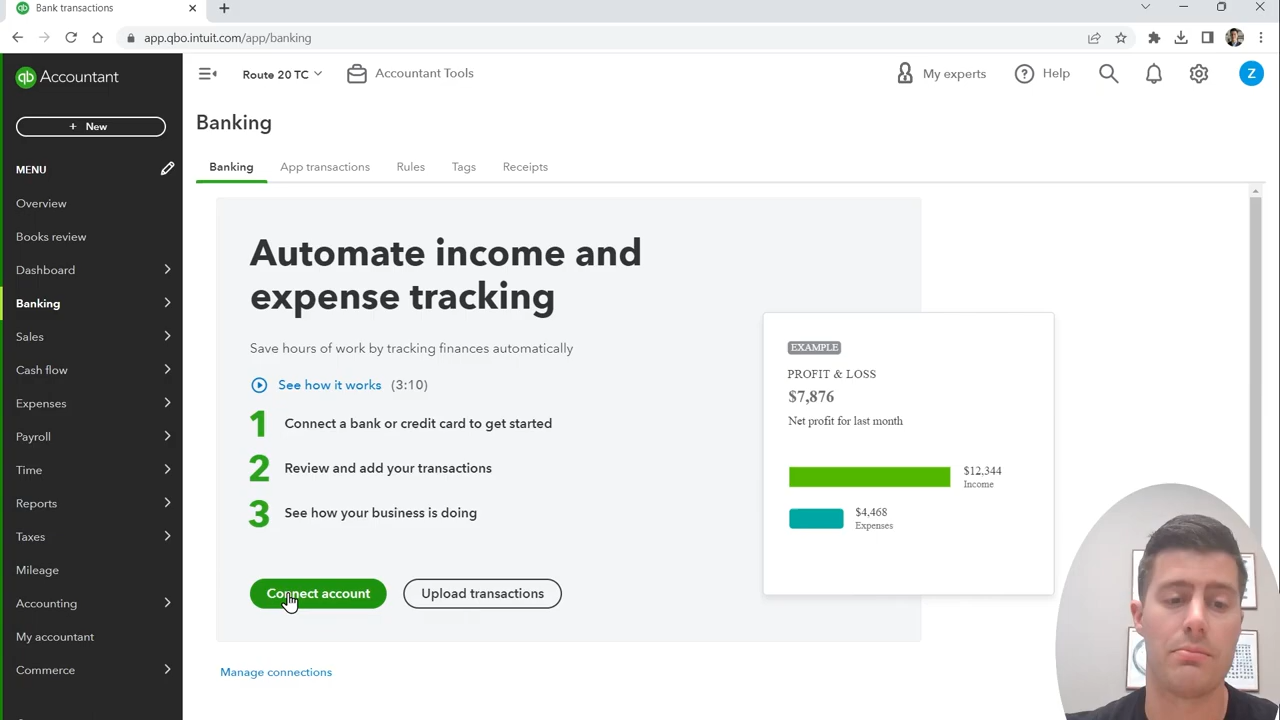 Bank transactions
app.qbo.intuit.com/app/banking
qb Accountant
Route 20 TC
Accountant Tools
My experts
Help
Z
+ New
Banking
MENU
Banking
App transactions
Rules
Tags
Receipts
Overview
Books review
Dashboard
Banking
Sales
Cash flow
Expenses
Payroll
Time
Reports
Taxes
Mileage
Accounting
My accountant
Commerce
Automate income and
expense tracking
Save hours of work by tracking finances automatically
See how it works (3:10)
1 Connect a bank or credit card to get started
2 Review and add your transactions
3 See how your business is doing
Connect account
Upload transactions
Manage connections
EXAMPLE
PROFIT & LOSS
$7,876
Net profit for last month
$12,344
Income
$4,468
Expenses